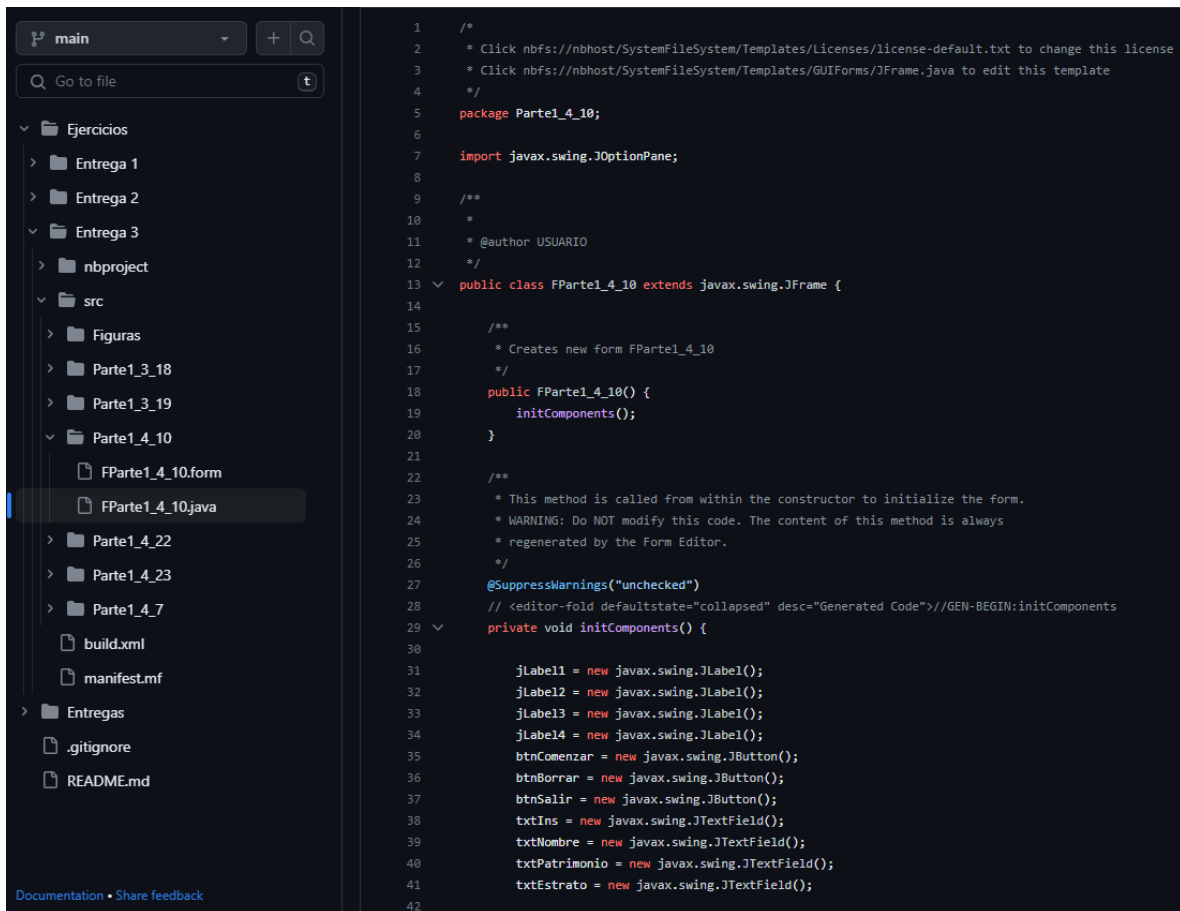 main
Go to file
t
Ejercicios
Entrega 1
Entrega 2
Entrega 3
nbproject
src
Figuras
Parte1_3_18
Parte1_3_19
Parte1_4_10
FParte1_4_10.form
FParte1_4_10.java
Parte1_4_22
Parte1_4_23
Parte1_4_7
build.xml
manifest.mf
Entregas
.gitignore
README.md
Documentation • Share feedback
1 /*
2  * Click nbfs://nbhost/SystemFileSystem/Templates/Licenses/license-default.txt to change this license
3  * Click nbfs://nbhost/SystemFileSystem/Templates/GUIForms/JFrame.java to edit this template
4  */
5 package Parte1_4_10;
6
7 import javax.swing.JOptionPane;
8
9 /**
10  *
11  * @author USUARIO
12  */
13 public class FParte1_4_10 extends javax.swing.JFrame {
14
15     /**
16      * Creates new form FParte1_4_10
17      */
18     public FParte1_4_10() {
19         initComponents();
20     }
21
22     /**
23      * This method is called from within the constructor to initialize the form.
24      * WARNING: Do NOT modify this code. The content of this method is always
25      * regenerated by the Form Editor.
26      */
27     @SuppressWarnings("unchecked")
28     // <editor-fold defaultstate="collapsed" desc="Generated Code">//GEN-BEGIN:initComponents
29     private void initComponents() {
30
31         jLabel1 = new javax.swing.JLabel();
32         jLabel2 = new javax.swing.JLabel();
33         jLabel3 = new javax.swing.JLabel();
34         jLabel4 = new javax.swing.JLabel();
35         btnComenzar = new javax.swing.JButton();
36         btnBorrar = new javax.swing.JButton();
37         btnSalir = new javax.swing.JButton();
38         txtIns = new javax.swing.JTextField();
39         txtNombre = new javax.swing.JTextField();
40         txtPatrimonio = new javax.swing.JTextField();
41         txtEstrato = new javax.swing.JTextField();
42